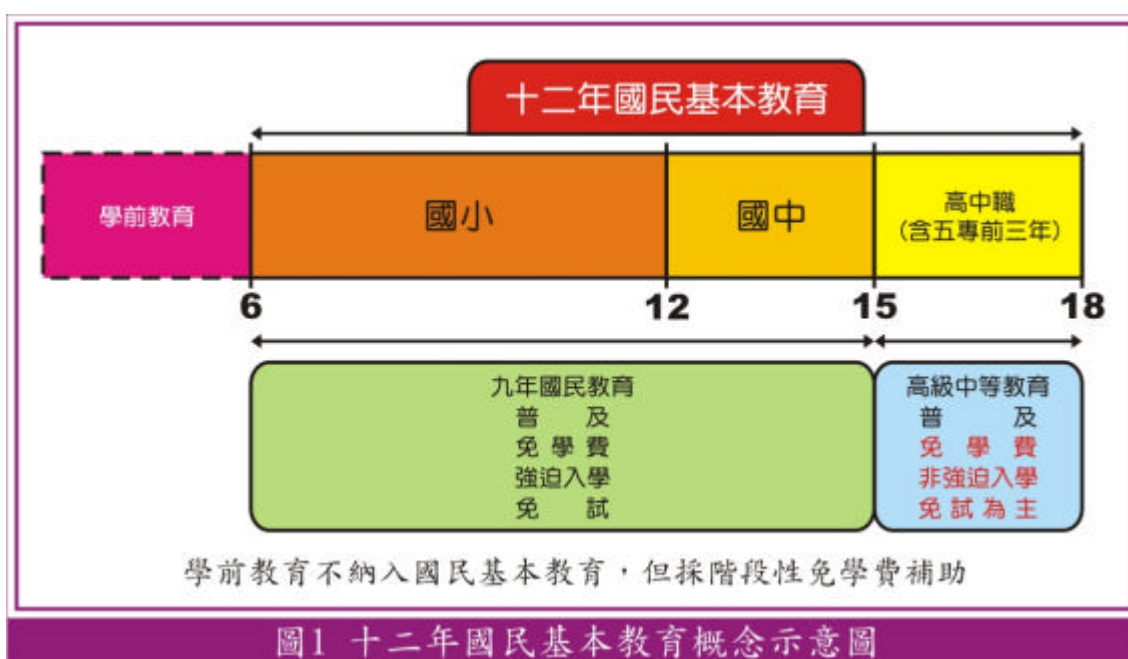 十二年國民基本教育
學前教育
國小
國中
高中職
(含五專前三年)
6
12
15
18
九年國民教育
普及
免學費
強迫入學
免試
高級中等教育
普及
免學費
非強迫入學
免試為主
學前教育不納入國民基本教育，但採階段性免學費補助
圖1 十二年國民基本教育概念示意圖